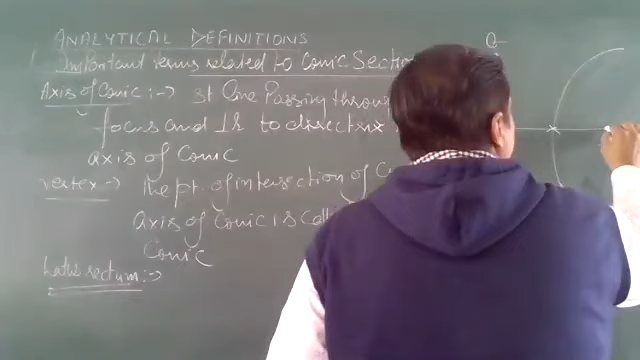 ANALYTICAL DEFINITIONS
Important terms related to Conic Section
Axis of Conic :→ st line Passing throu
focus and ⊥r to directrix
axis of Conic
vertex → the pt. of intersection of C
axis of Conic is call
Conic
Latus rectum :→